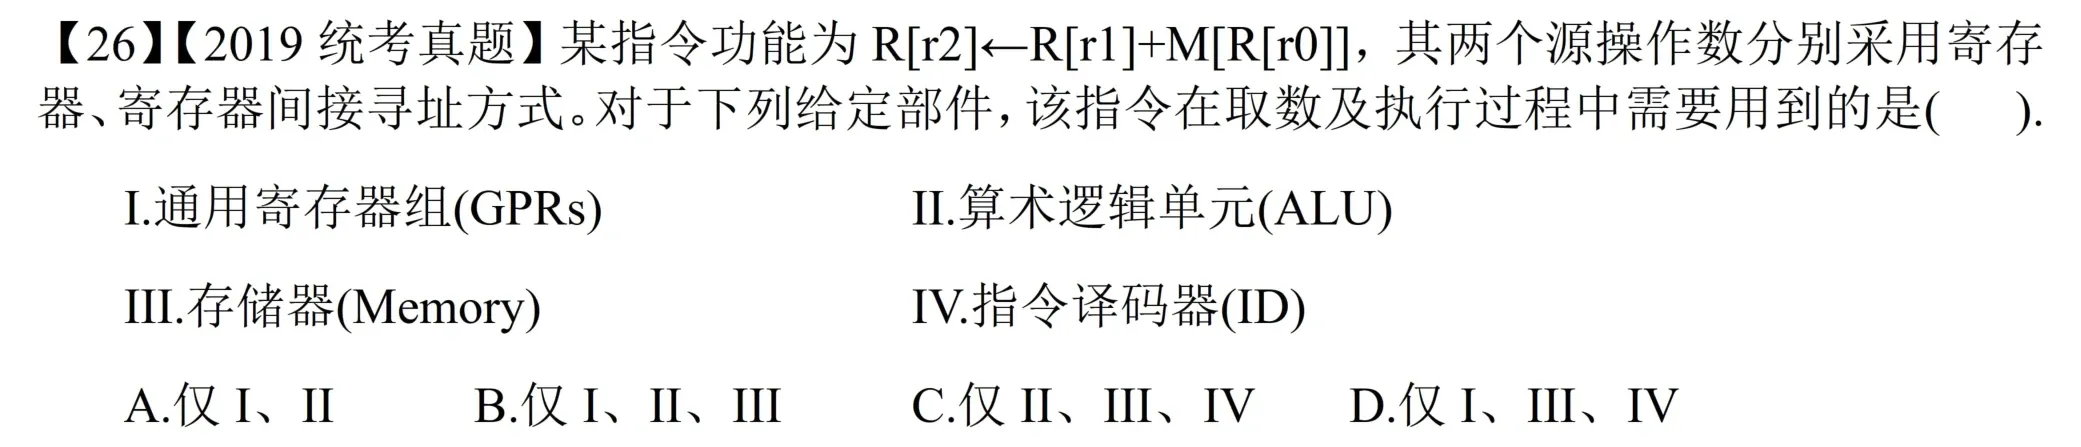 【26】【2019 统考真题】某指令功能为 R[r2]←R[r1]+M[R[r0]]，其两个源操作数分别采用寄存
器、寄存器间接寻址方式。对于下列给定部件，该指令在取数及执行过程中需要用到的是(    ).
I.通用寄存器组(GPRs) II.算术逻辑单元(ALU)
III.存储器(Memory) IV.指令译码器(ID)
A.仅 I、II B.仅 I、II、III C.仅 II、III、IV D.仅 I、III、IV